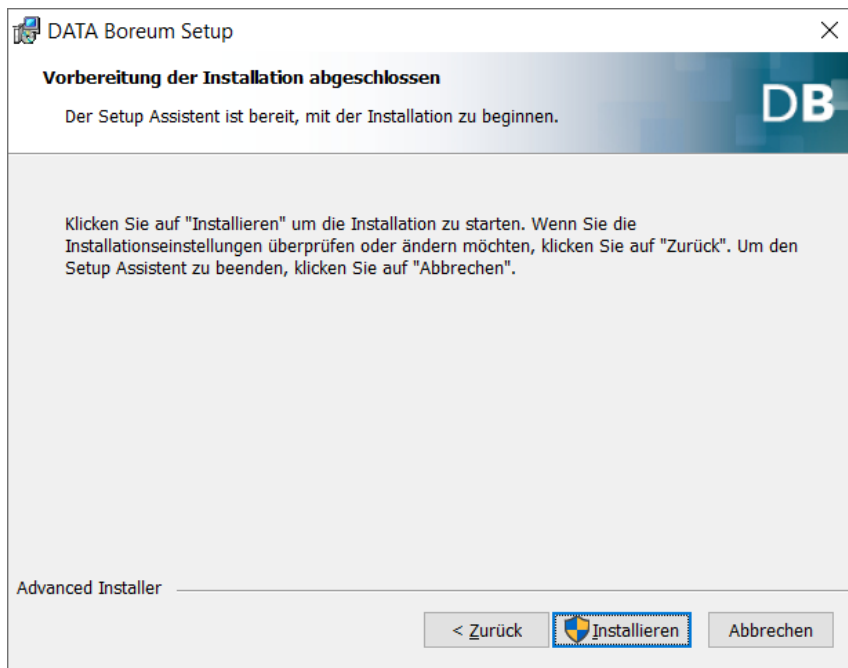 DATA Boreum Setup
Vorbereitung der Installation abgeschlossen
Der Setup Assistent ist bereit, mit der Installation zu beginnen.
DB
Klicken Sie auf "Installieren" um die Installation zu starten. Wenn Sie die
Installationseinstellungen überprüfen oder ändern möchten, klicken Sie auf "Zurück". Um den
Setup Assistent zu beenden, klicken Sie auf "Abbrechen".
Advanced Installer
< Zurück Installieren Abbrechen